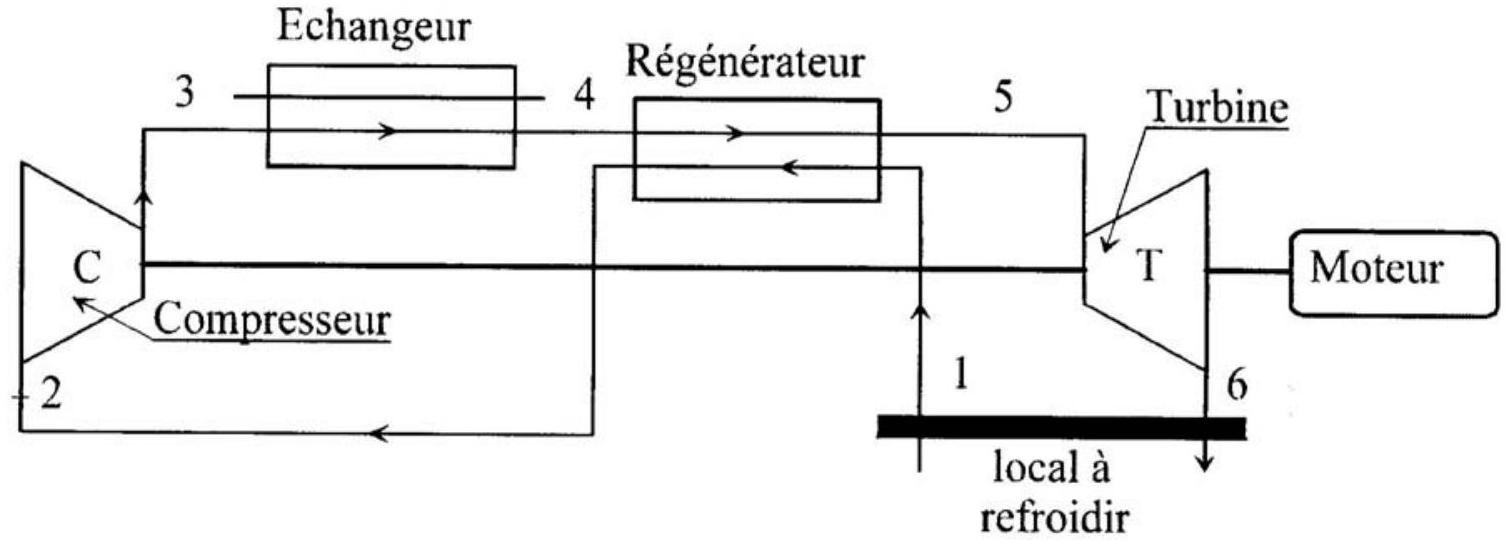 Echangeur
Régénérateur
3
4
5
Turbine
C
T
Moteur
Compresseur
2
1
6
local à
refroidir